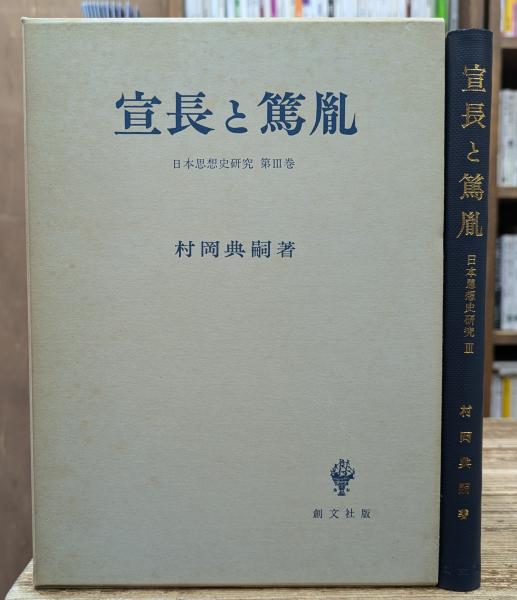 宣長と篤胤
日本思想史研究 第Ⅲ巻
村岡典嗣著
創文社版
宣長と篤胤
日本思想史研究 Ⅲ
村岡典嗣著